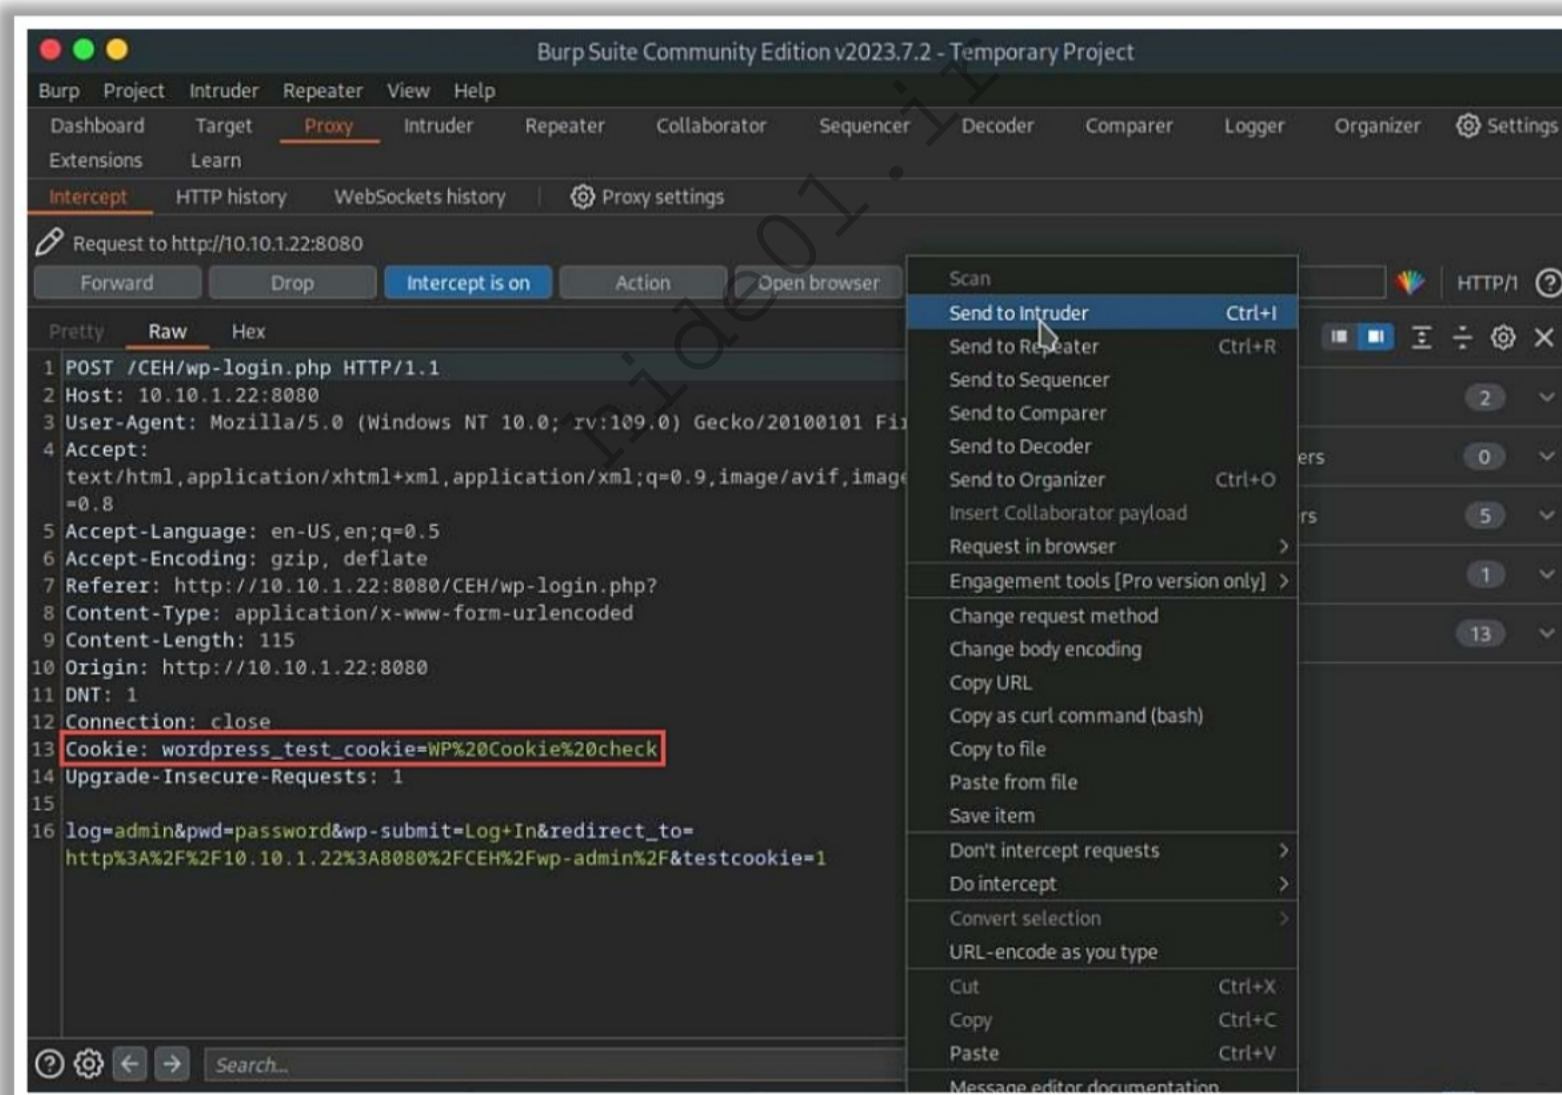 Burp Suite Community Edition v2023.7.2 - Temporary Project
Burp Project Intruder Repeater View Help
Dashboard Target Proxy Intruder Repeater Collaborator Sequencer Decoder Comparer Logger Organizer Settings
Extensions Learn
Intercept HTTP history WebSockets history Proxy settings
Request to http://10.10.1.22:8080
Forward Drop Intercept is on Action Open browser HTTP/1
Pretty Raw Hex
1 POST /CEH/wp-login.php HTTP/1.1
2 Host: 10.10.1.22:8080
3 User-Agent: Mozilla/5.0 (Windows NT 10.0; rv:109.0) Gecko/20100101
4 Accept:
text/html,application/xhtml+xml,application/xml;q=0.9,image/avif,image
=0.8
5 Accept-Language: en-US,en;q=0.5
6 Accept-Encoding: gzip, deflate
7 Referer: http://10.10.1.22:8080/CEH/wp-login.php?
8 Content-Type: application/x-www-form-urlencoded
9 Content-Length: 115
10 Origin: http://10.10.1.22:8080
11 DNT: 1
12 Connection: close
13 Cookie: wordpress_test_cookie=WP%20Cookie%20check
14 Upgrade-Insecure-Requests: 1
15
16 log=admin&pwd=password&wp-submit=Log+In&redirect_to=
http%3A%2F%2F10.10.1.22%3A8080%2FCEH%2Fwp-admin%2F&testcookie=1
Search...
Scan
Send to Intruder Ctrl+I
Send to Repeater Ctrl+R
Send to Sequencer
Send to Comparer
Send to Decoder
Send to Organizer Ctrl+O
Insert Collaborator payload
Request in browser
Engagement tools [Pro version only]
Change request method
Change body encoding
Copy URL
Copy as curl command (bash)
Copy to file
Paste from file
Save item
Don't intercept requests
Do intercept
Convert selection
URL-encode as you type
Cut Ctrl+X
Copy Ctrl+C
Paste Ctrl+V
Message editor documentation
2
ers 0
rs 5
1
13
hide01.ir